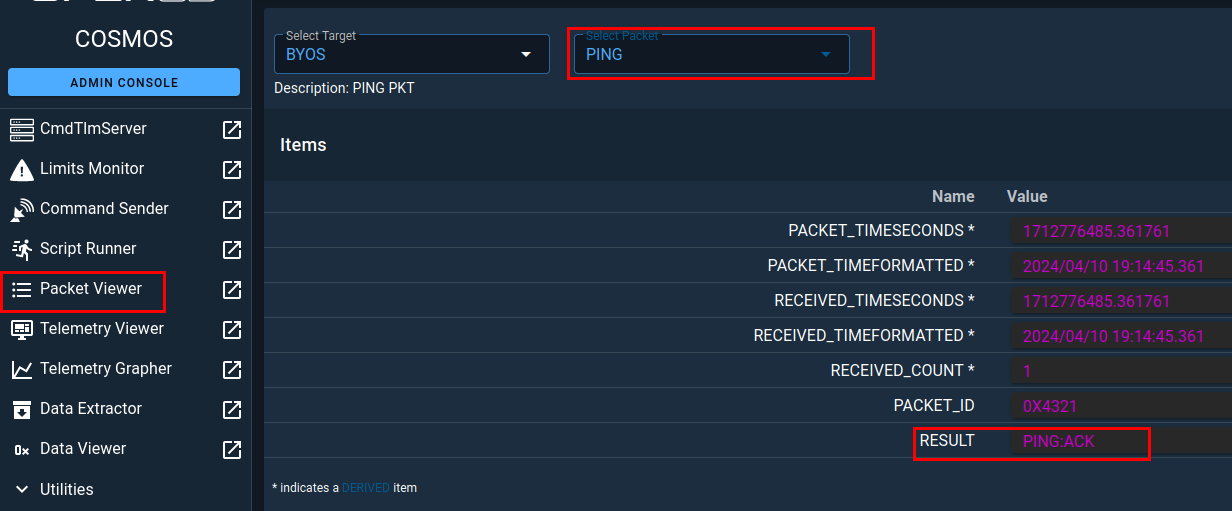 COSMOS
ADMIN CONSOLE
CmdTlmServer
Limits Monitor
Command Sender
Script Runner
Packet Viewer
Telemetry Viewer
Telemetry Grapher
Data Extractor
0x Data Viewer
Utilities
Select Target
BYOS
Select Packet
PING
Description: PING PKT
Items
Name Value
PACKET_TIMESECONDS * 1712776485.361761
PACKET_TIMEFORMATTED * 2024/04/10 19:14:45.361
RECEIVED_TIMESECONDS * 1712776485.361761
RECEIVED_TIMEFORMATTED * 2024/04/10 19:14:45.361
RECEIVED_COUNT * 1
PACKET_ID 0X4321
RESULT PING:ACK
* indicates a DERIVED item